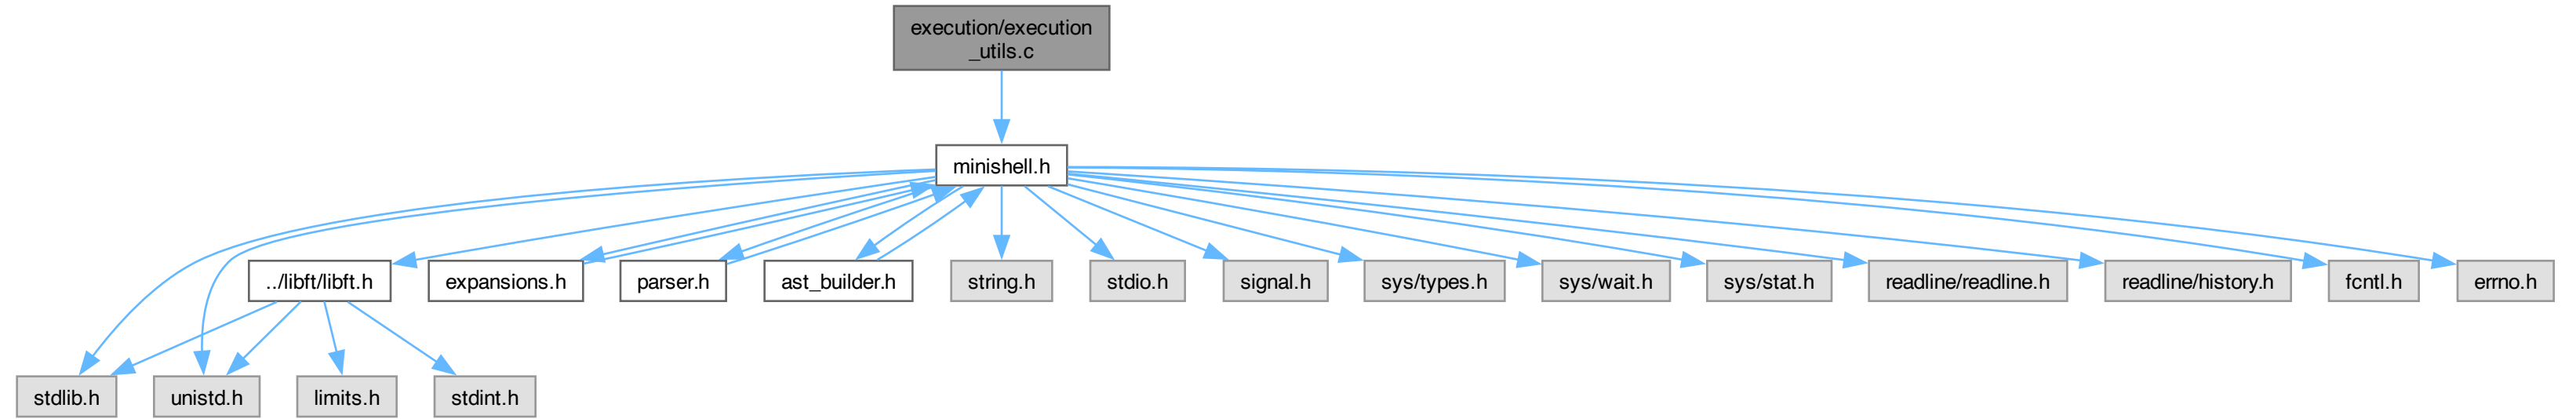 execution/execution
_utils.c
minishell.h
../libft/libft.h
expansions.h
parser.h
ast_builder.h
string.h
stdio.h
signal.h
sys/types.h
sys/wait.h
sys/stat.h
readline/readline.h
readline/history.h
fcntl.h
errno.h
stdlib.h
unistd.h
limits.h
stdint.h